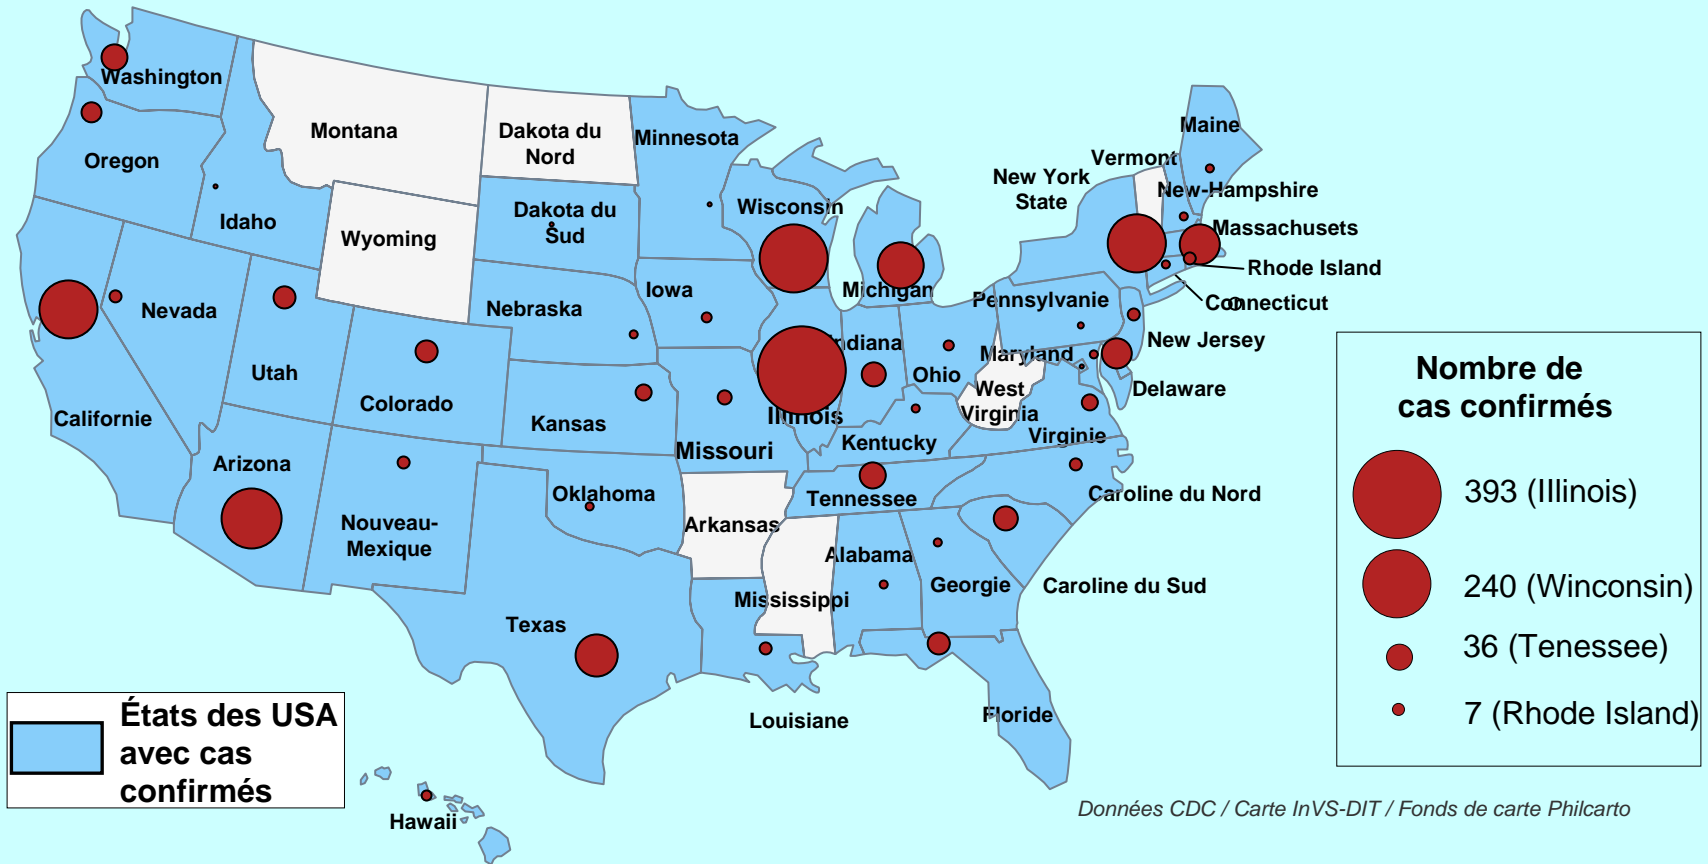 Washington
Montana
Dakota du
Nord
Minnesota
Maine
Oregon
Vermont
New York
State
New-Hampshire
Idaho
Wyoming
Dakota du
Sud
Wisconsin
Massachusets
Rhode Island
Connecticut
Nevada
Nebraska
Iowa
Michigan
Pennsylvanie
New Jersey
Utah
Colorado
Indiana
Ohio
Maryland
Delaware
Californie
Kansas
Illinois
West
Virginia
Missouri
Kentucky
Virginie
Arizona
Nouveau-
Mexique
Oklahoma
Tennessee
Caroline du Nord
Arkansas
Alabama
Georgie
Caroline du Sud
Mississippi
Texas
Louisiane
Floride
Hawaii
États des USA
avec cas
confirmés
Nombre de
cas confirmés
393 (Illinois)
240 (Winconsin)
36 (Tenessee)
7 (Rhode Island)
Données CDC / Carte InVS-DIT / Fonds de carte Philcarto